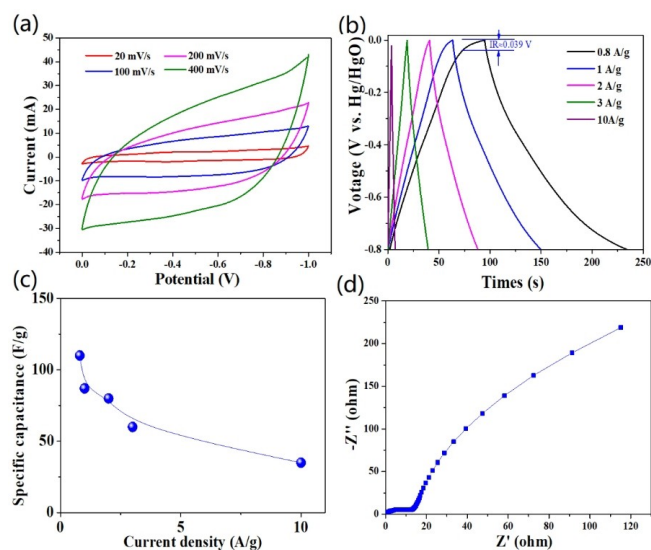 (a)
50
40
30
20
10
0
-10
-20
-30
-40
Current (mA)
20 mV/s
200 mV/s
100 mV/s
400 mV/s
0.0
-0.2
-0.4
-0.6
-0.8
-1.0
Potential (V)
(b)
0.0
-0.2
-0.4
-0.6
-0.8
Votage (V vs. Hg/HgO)
IR=0.039 V
0.8 A/g
1 A/g
2 A/g
3 A/g
10A/g
0
50
100
150
200
250
Times (s)
(c)
150
100
50
0
Specific capacitance (F/g)
0
5
10
Current density (A/g)
(d)
-250
-200
-150
-100
-50
0
-Z'' (ohm)
0
20
40
60
80
100
120
Z' (ohm)